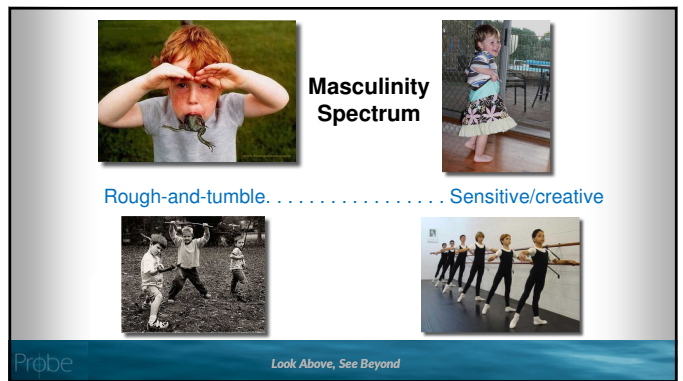 Masculinity
Spectrum
Rough-and-tumble. . . . . . . . . . . . . . . . . Sensitive/creative
Probe
Look Above, See Beyond